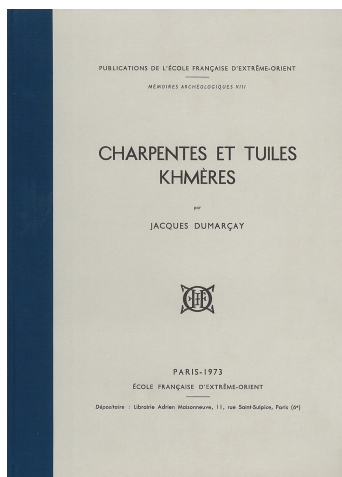 PUBLICATIONS DE L'ÉCOLE FRANÇAISE D'EXTRÊME-ORIENT
MÉMOIRES ARCHÉOLOGIQUES VIII
CHARPENTES ET TUILES
KHMÈRES
par
JACQUES DUMARÇAY
PARIS-1973
ÉCOLE FRANÇAISE D'EXTRÊME-ORIENT
Dépositaire : Librairie Adrien Maisonneuve, 11, rue Saint-Sulpice, Paris (6e)